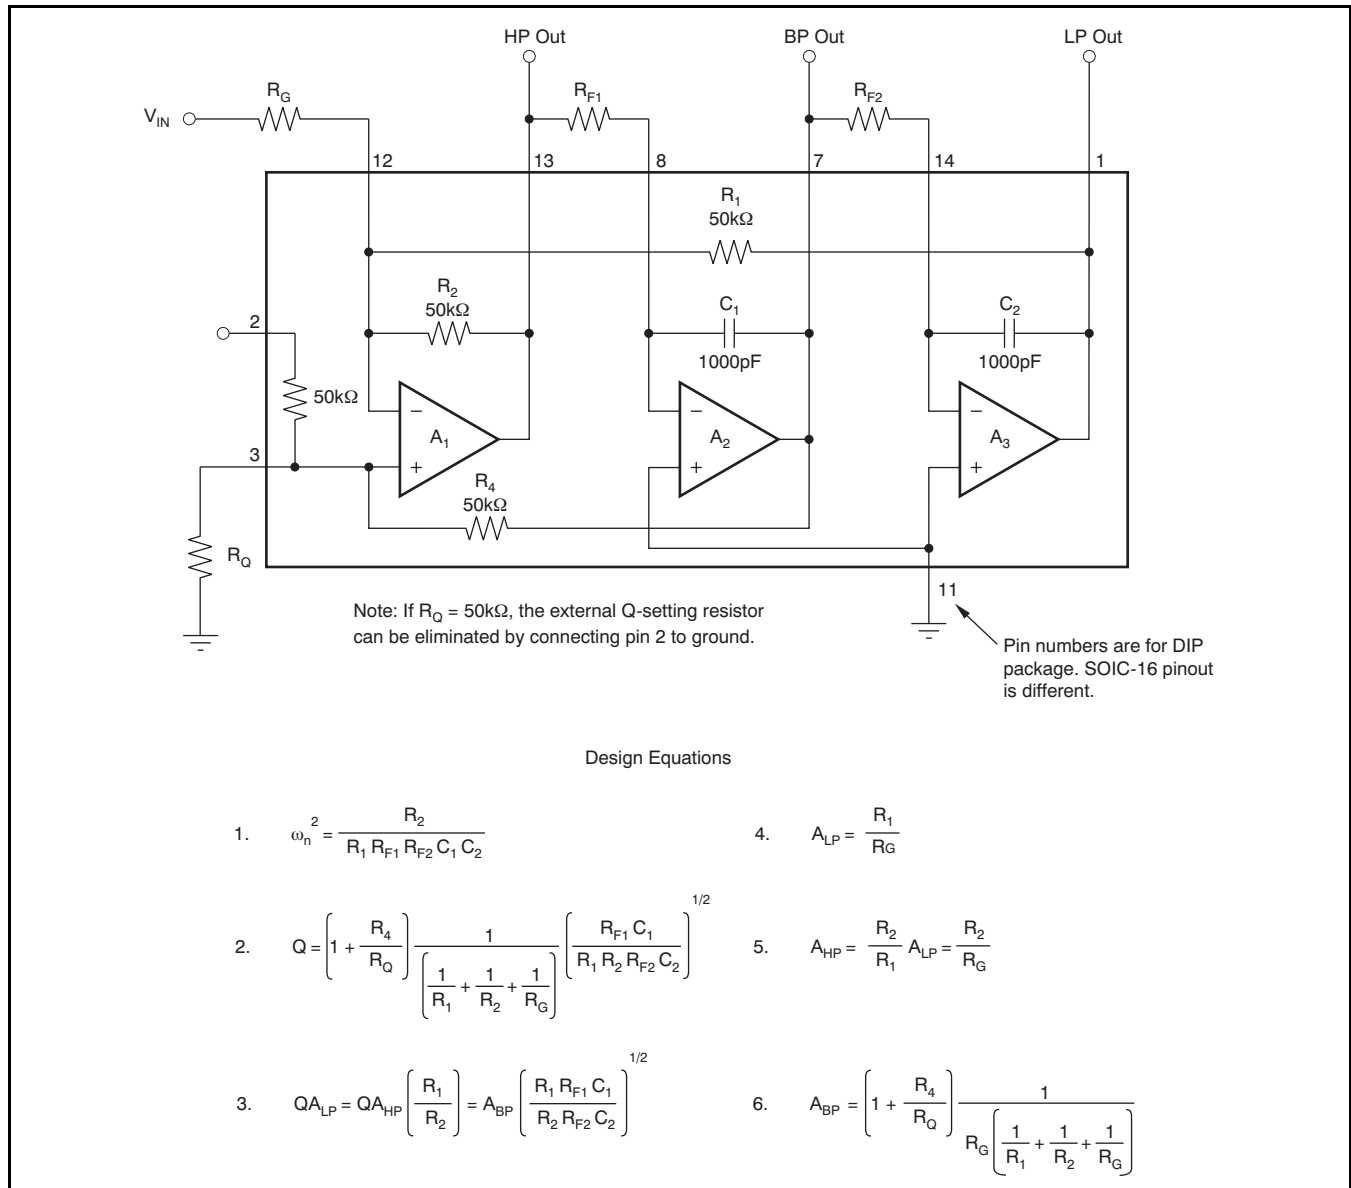 HP Out BP Out LP Out
R_G R_F1 R_F2
V_IN
12 13 8 7 14 1
R_1
50kΩ
R_2 C_1 C_2
50kΩ
2
1000pF 1000pF
50kΩ
− − −
A_1 A_2 A_3
3
+ + +
R_4
50kΩ
R_Q
11
Note: If R_Q = 50kΩ, the external Q-setting resistor
can be eliminated by connecting pin 2 to ground.
Pin numbers are for DIP
package. SOIC-16 pinout
is different.
Design Equations
1. ω_n^2 = R_2 / (R_1 R_F1 R_F2 C_1 C_2)
4. A_LP = R_1 / R_G
2. Q = (1 + R_4 / R_Q) 1 / (1 / R_1 + 1 / R_2 + 1 / R_G) (R_F1 C_1 / (R_1 R_2 R_F2 C_2))^1/2
5. A_HP = R_2 / R_1 A_LP = R_2 / R_G
3. QA_LP = QA_HP (R_1 / R_2) = A_BP (R_1 R_F1 C_1 / (R_2 R_F2 C_2))^1/2
6. A_BP = (1 + R_4 / R_Q) 1 / (R_G (1 / R_1 + 1 / R_2 + 1 / R_G))